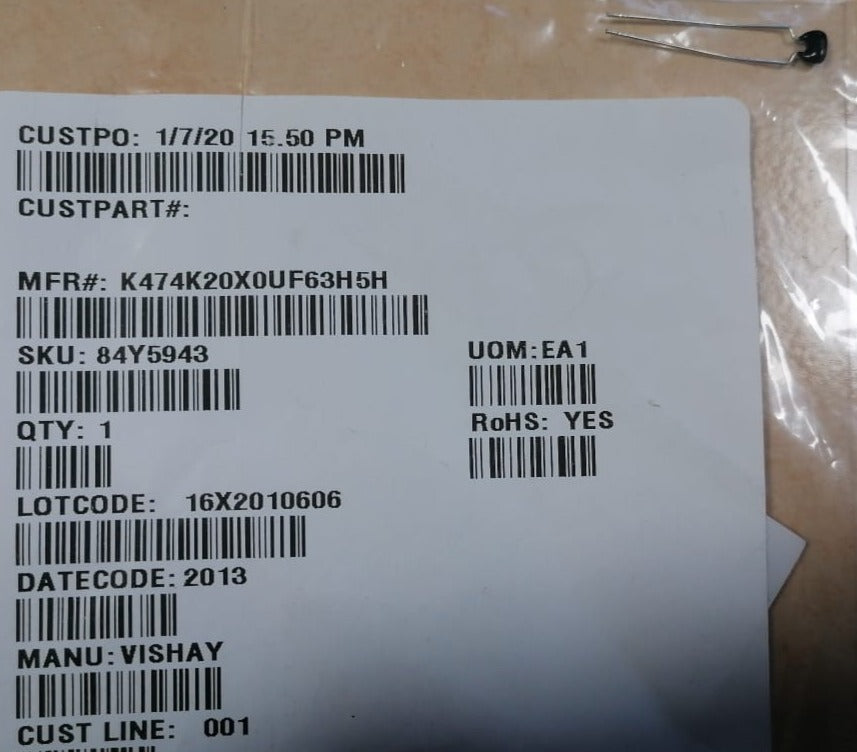 CUSTPO: 1/7/20 15.50 PM
CUSTPART#:
MFR#: K474K20X0UF63H5H
SKU: 84Y5943
UOM:EA1
QTY: 1
RoHS: YES
LOTCODE: 16X2010606
DATECODE:2013
MANU:VISHAY
CUST LINE: 001